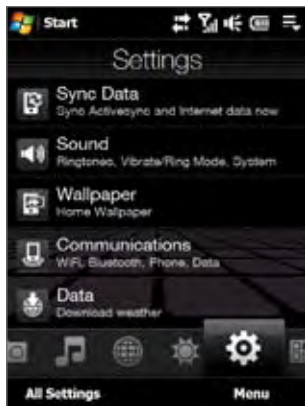 Start
Settings
Sync Data
Sync Activesync and Internet data now
Sound
Ringtones, Vibrate/Ring Mode, System
Wallpaper
Home Wallpaper
Communications
WiFi, Bluetooth, Phone, Data
Data
Download weather
All Settings Menu